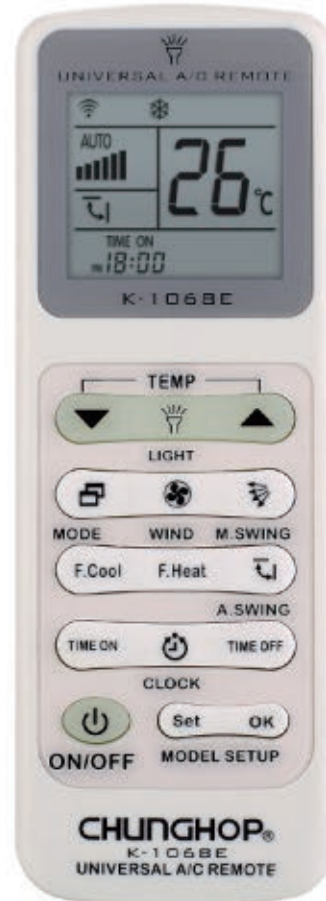 UNIVERSAL A/C REMOTE
AUTO
26°C
TIME ON
18:00
K-1068E
TEMP
LIGHT
MODE WIND M.SWING
F.Cool F.Heat
A.SWING
TIME ON TIME OFF
CLOCK
Set OK
ON/OFF MODEL SETUP
CHUNGHOP®
K-1068E
UNIVERSAL A/C REMOTE